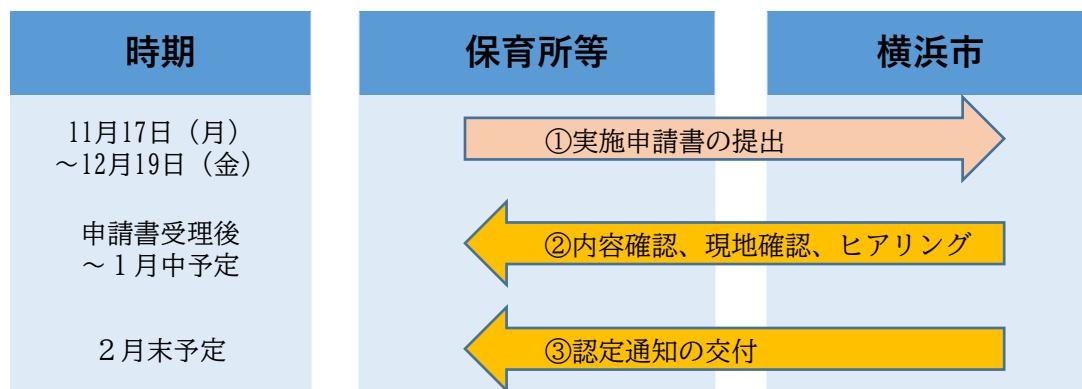 時期
保育所等
横浜市
11月17日（月）
～12月19日（金）
①実施申請書の提出
申請書受理後
～１月中予定
②内容確認、現地確認、ヒアリング
２月末予定
③認定通知の交付